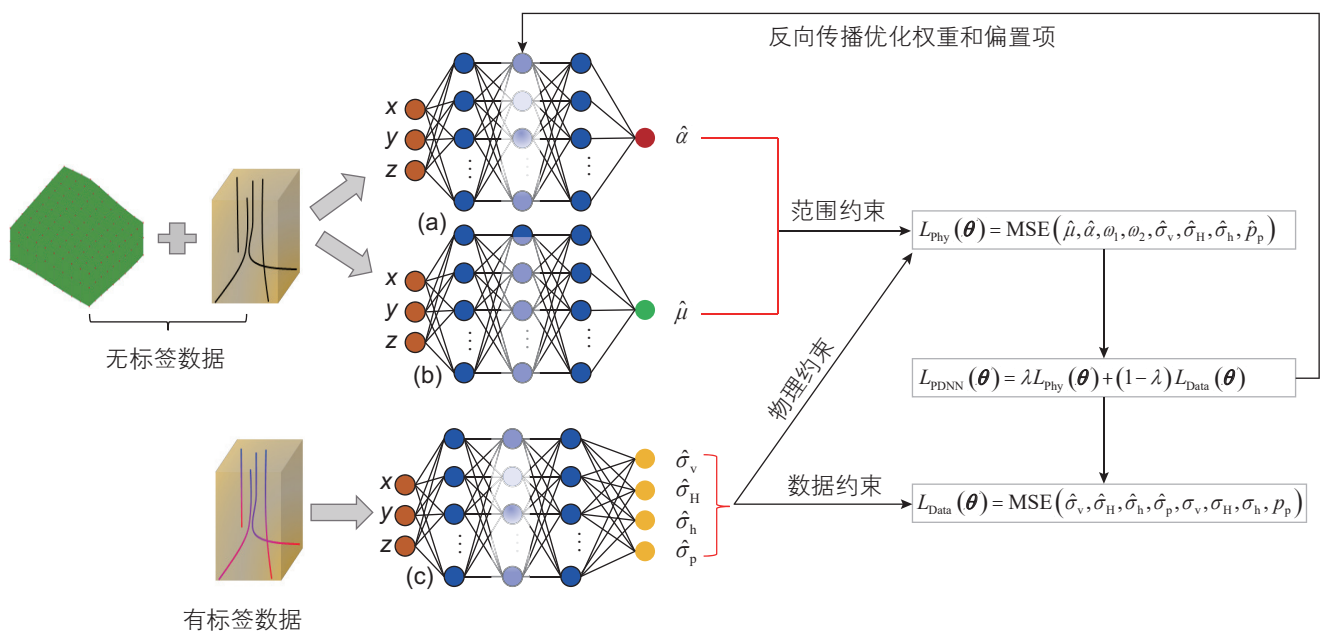 反向传播优化权重和偏置项
x
y
z
⋮ ⋮
α̂
(a)
范围约束
L_Phy(θ) = MSE(μ̂, α̂, ω₁, ω₂, σ̂_v, σ̂_H, σ̂_h, p̂_p)
x
y
z
⋮ ⋮
μ̂
(b)
无标签数据
物理约束
L_PDNN(θ) = λL_Phy(θ) + (1 − λ)L_Data(θ)
x
y
z
⋮ ⋮
σ̂_v
σ̂_H
σ̂_h
σ̂_p
(c)
数据约束
L_Data(θ) = MSE(σ̂_v, σ̂_H, σ̂_h, σ̂_p, σ_v, σ_H, σ_h, p_p)
有标签数据